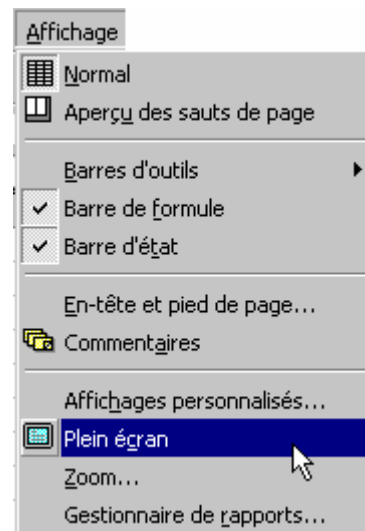 Affichage
Normal
Aperçu des sauts de page
Barres d'outils
Barre de formule
Barre d'état
En-tête et pied de page...
Commentaires
Affichages personnalisés...
Plein écran
Zoom...
Gestionnaire de rapports...